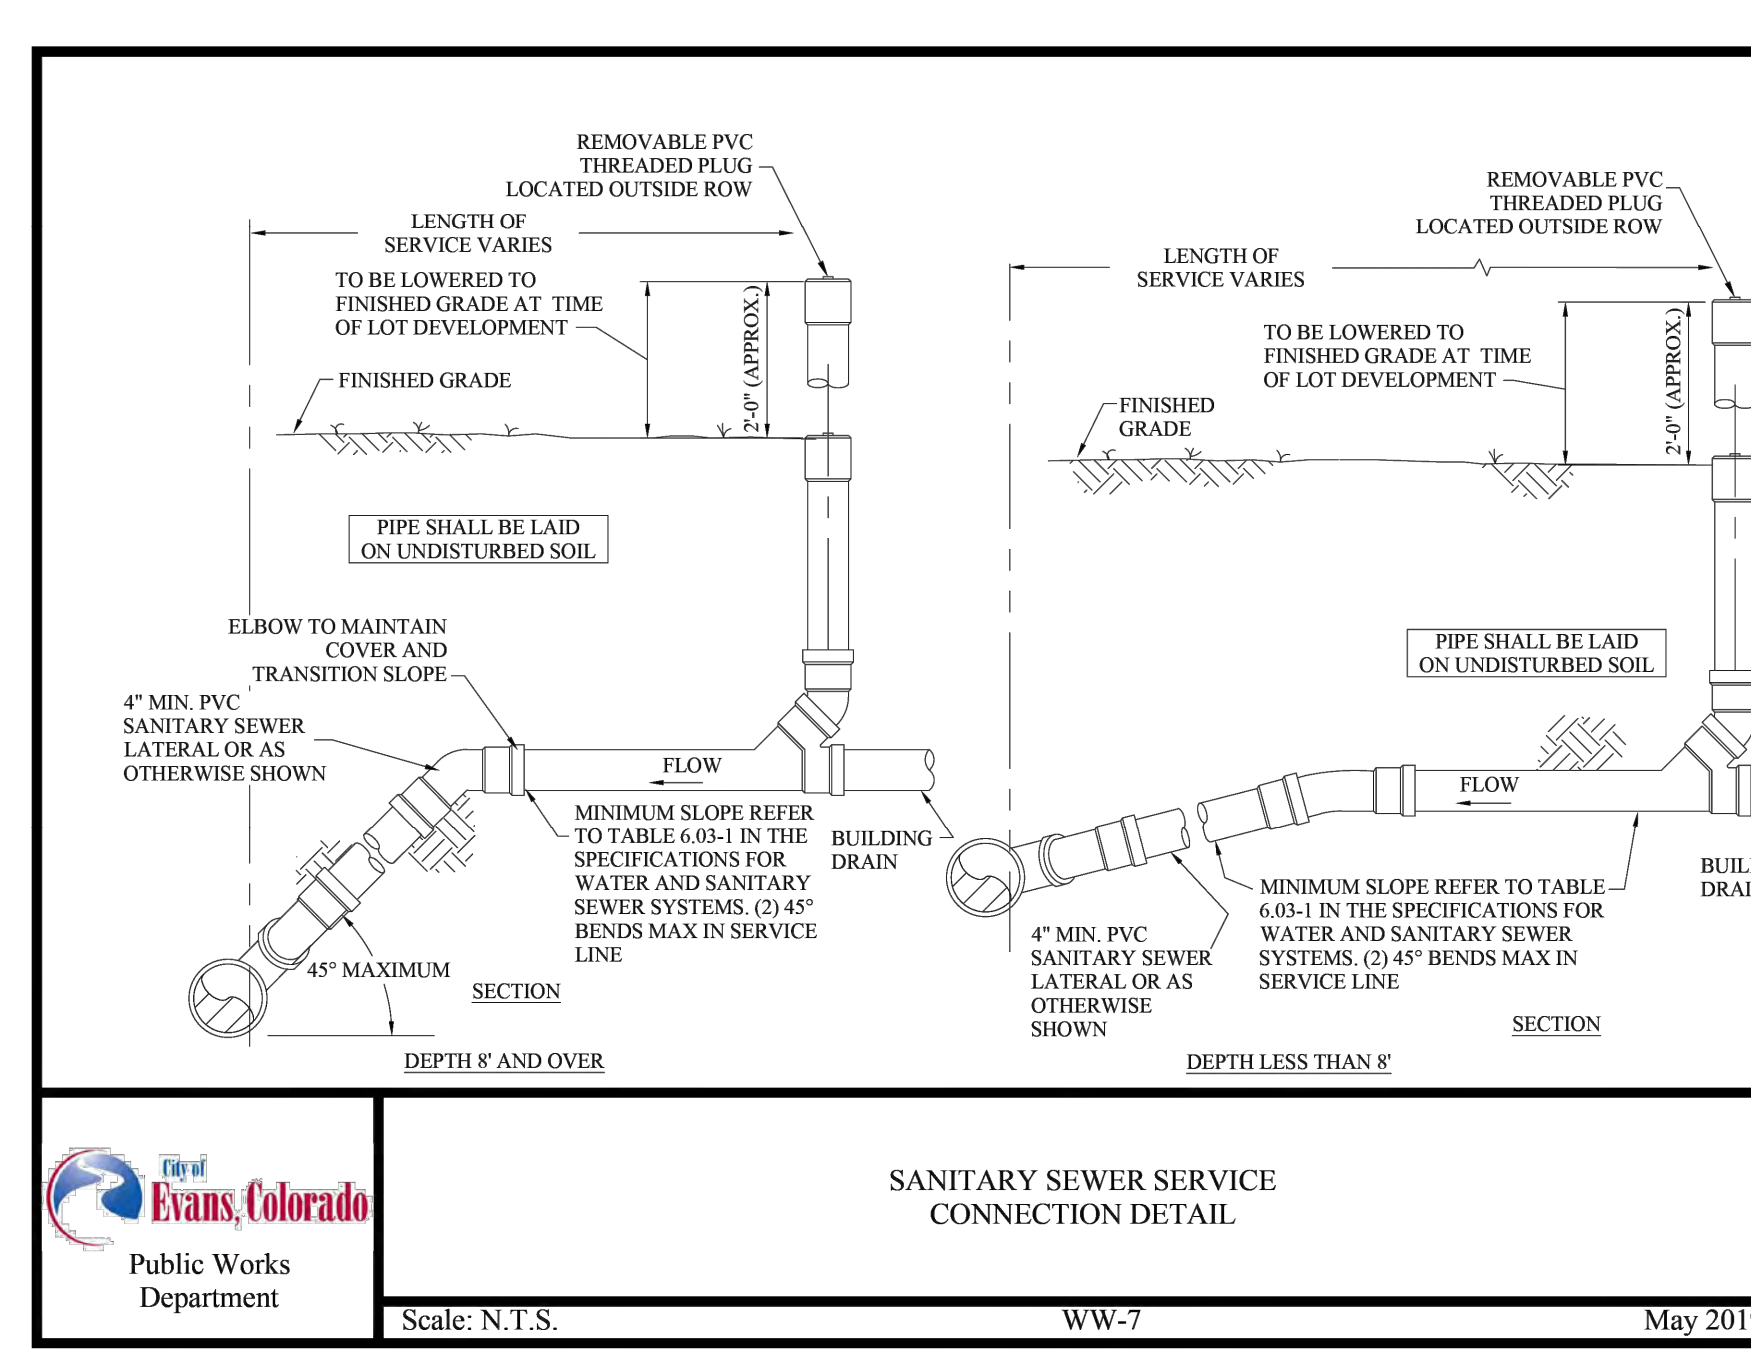 REMOVABLE PVC
THREADED PLUG
LOCATED OUTSIDE ROW
LENGTH OF
SERVICE VARIES
TO BE LOWERED TO
FINISHED GRADE AT TIME
OF LOT DEVELOPMENT
2'-0" (APPROX.)
FINISHED GRADE
PIPE SHALL BE LAID
ON UNDISTURBED SOIL
ELBOW TO MAINTAIN
COVER AND
TRANSITION SLOPE
4" MIN. PVC
SANITARY SEWER
LATERAL OR AS
OTHERWISE SHOWN
FLOW
MINIMUM SLOPE REFER
TO TABLE 6.03-1 IN THE
SPECIFICATIONS FOR
WATER AND SANITARY
SEWER SYSTEMS. (2) 45°
BENDS MAX IN SERVICE
LINE
BUILDING
DRAIN
45° MAXIMUM
SECTION
DEPTH 8' AND OVER
REMOVABLE PVC
THREADED PLUG
LOCATED OUTSIDE ROW
LENGTH OF
SERVICE VARIES
TO BE LOWERED TO
FINISHED GRADE AT TIME
OF LOT DEVELOPMENT
2'-0" (APPROX.)
FINISHED
GRADE
PIPE SHALL BE LAID
ON UNDISTURBED SOIL
FLOW
BUIL
DRAI
MINIMUM SLOPE REFER TO TABLE
6.03-1 IN THE SPECIFICATIONS FOR
WATER AND SANITARY SEWER
SYSTEMS. (2) 45° BENDS MAX IN
SERVICE LINE
4" MIN. PVC
SANITARY SEWER
LATERAL OR AS
OTHERWISE
SHOWN
SECTION
DEPTH LESS THAN 8'
City of
Evans, Colorado
Public Works
Department
SANITARY SEWER SERVICE
CONNECTION DETAIL
Scale: N.T.S.
WW-7
May 201